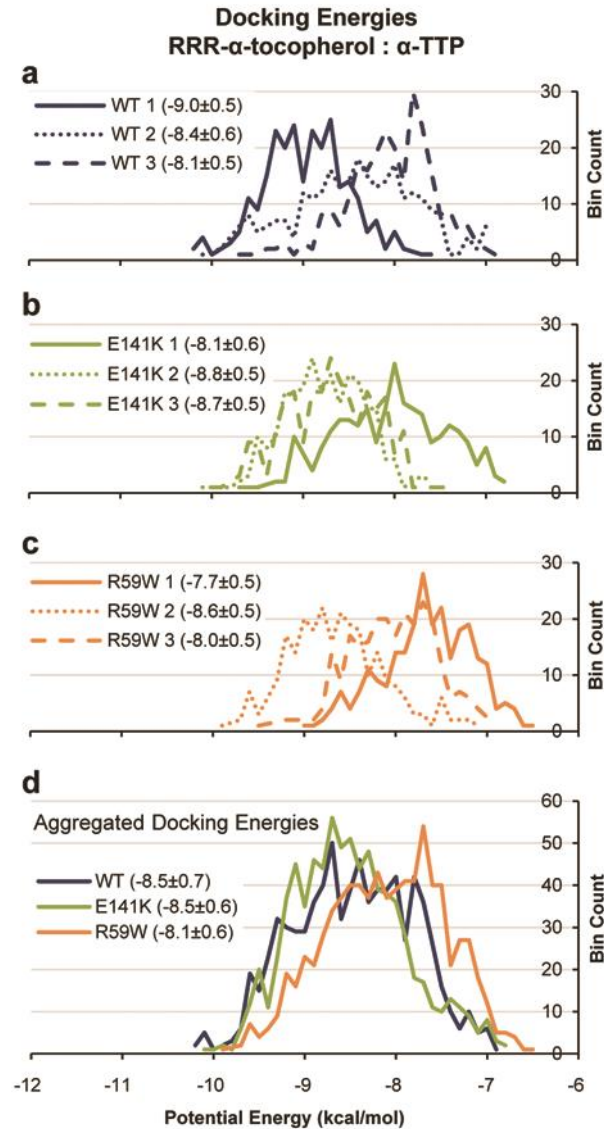 Docking Energies
RRR-α-tocopherol : α-TTP
a
WT 1 (-9.0±0.5)
WT 2 (-8.4±0.6)
WT 3 (-8.1±0.5)
30
20
10
0
Bin Count
b
E141K 1 (-8.1±0.6)
E141K 2 (-8.8±0.5)
E141K 3 (-8.7±0.5)
30
20
10
0
Bin Count
c
R59W 1 (-7.7±0.5)
R59W 2 (-8.6±0.5)
R59W 3 (-8.0±0.5)
30
20
10
0
Bin Count
d
Aggregated Docking Energies
WT (-8.5±0.7)
E141K (-8.5±0.6)
R59W (-8.1±0.6)
60
50
40
30
20
10
0
Bin Count
-12 -11 -10 -9 -8 -7 -6
Potential Energy (kcal/mol)